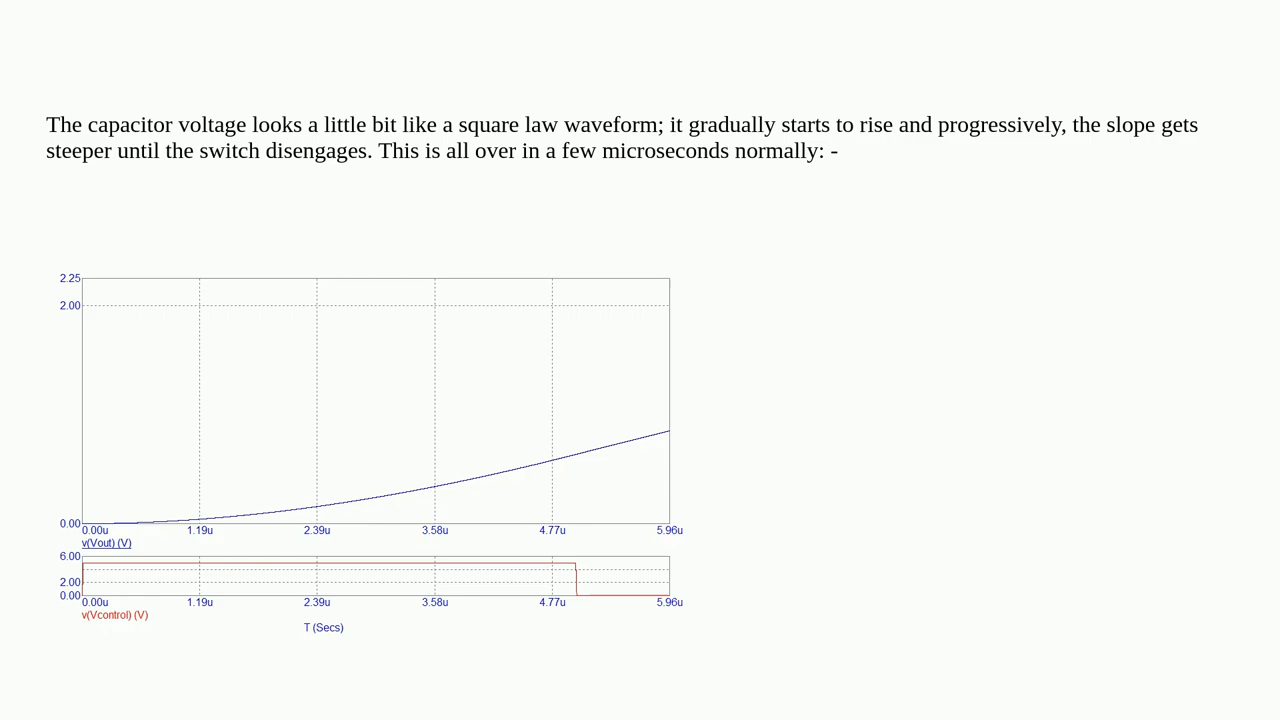 The capacitor voltage looks a little bit like a square law waveform; it gradually starts to rise and progressively, the slope gets
steeper until the switch disengages. This is all over in a few microseconds normally: -
2.25
2.00
0.00
0.00u 1.19u 2.39u 3.58u 4.77u 5.96u
v(Vout) (V)
6.00
2.00
0.00
0.00u 1.19u 2.39u 3.58u 4.77u 5.96u
v(Vcontrol) (V)
T (Secs)